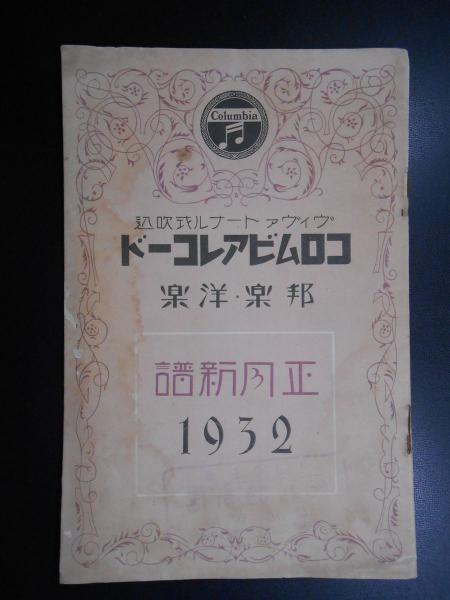 Columbia
ヴィヴァ トーナル式吹込
コロムビアレコード
邦楽・洋楽
正月新譜
1932